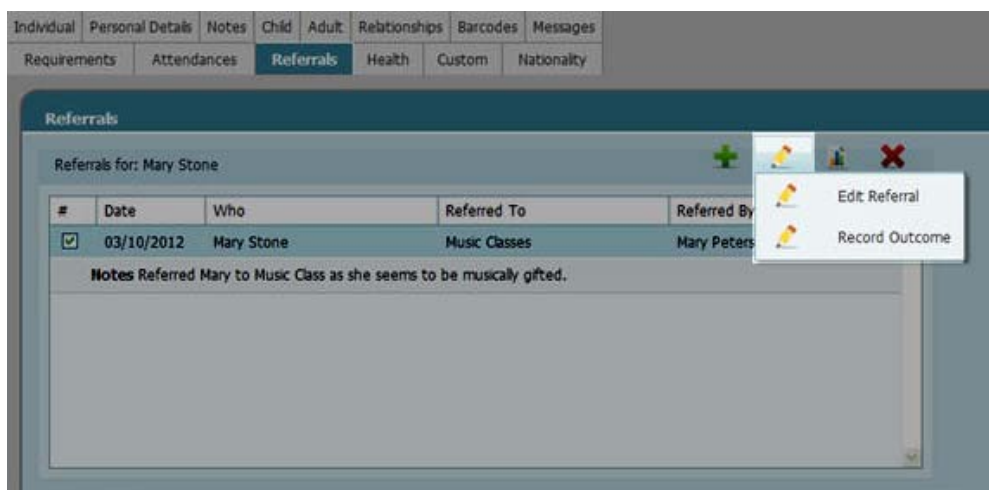 Individual Personal Details Notes Child Adult Relationships Barcodes Messages
Requirements Attendances Referrals Health Custom Nationality
Referrals
Referrals for: Mary Stone
Edit Referral
# Date Who Referred To Referred By
Record Outcome
03/10/2012 Mary Stone Music Classes Mary Peters
Notes Referred Mary to Music Class as she seems to be musically gifted.